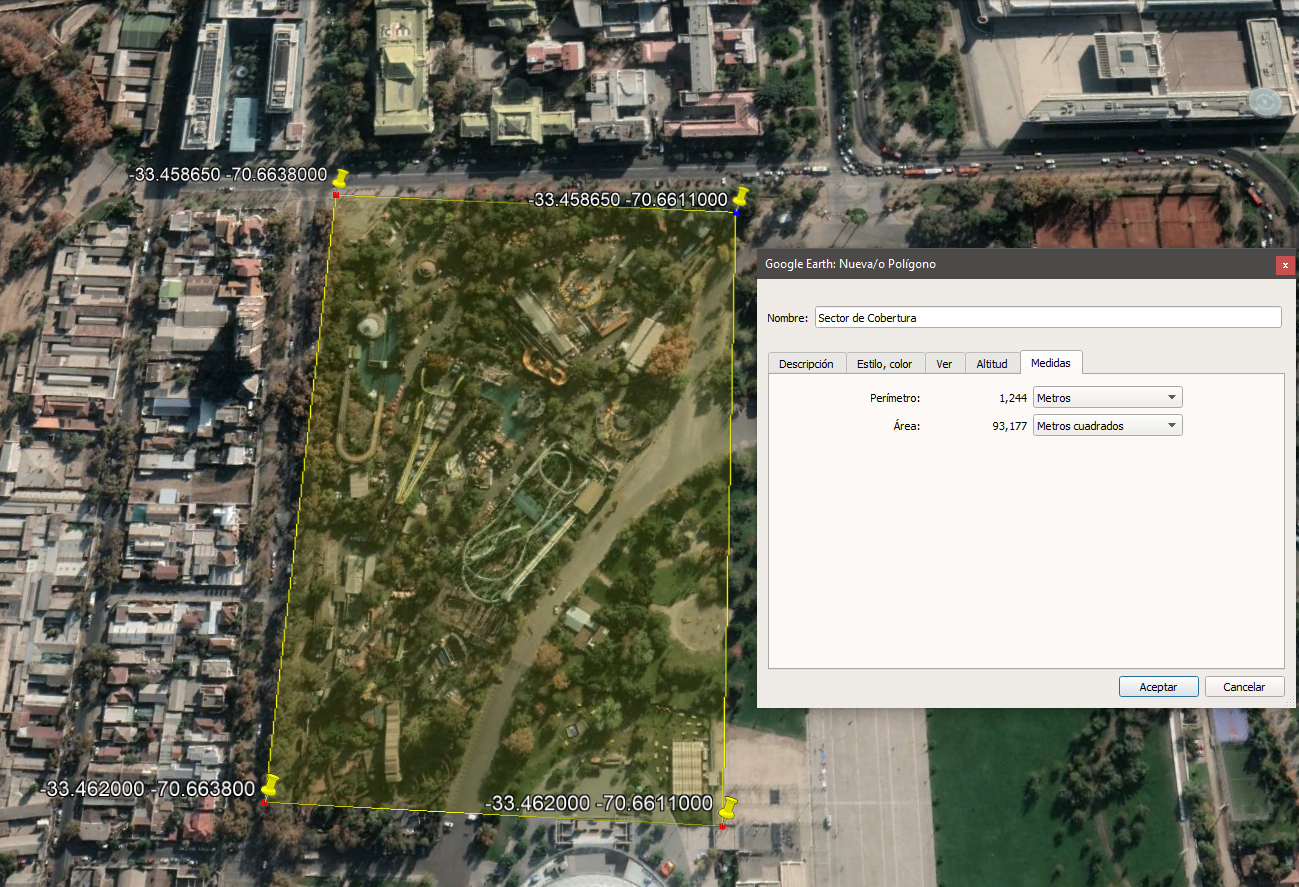 -33.458650 -70.6638000
-33.458650 -70.6611000
Google Earth: Nueva/o Polígono
x
Nombre: Sector de Cobertura
Descripción Estilo, color Ver Altitud Medidas
Perímetro: 1,244 Metros
Área: 93,177 Metros cuadrados
Aceptar Cancelar
-33.462000 -70.663800
-33.462000 -70.6611000